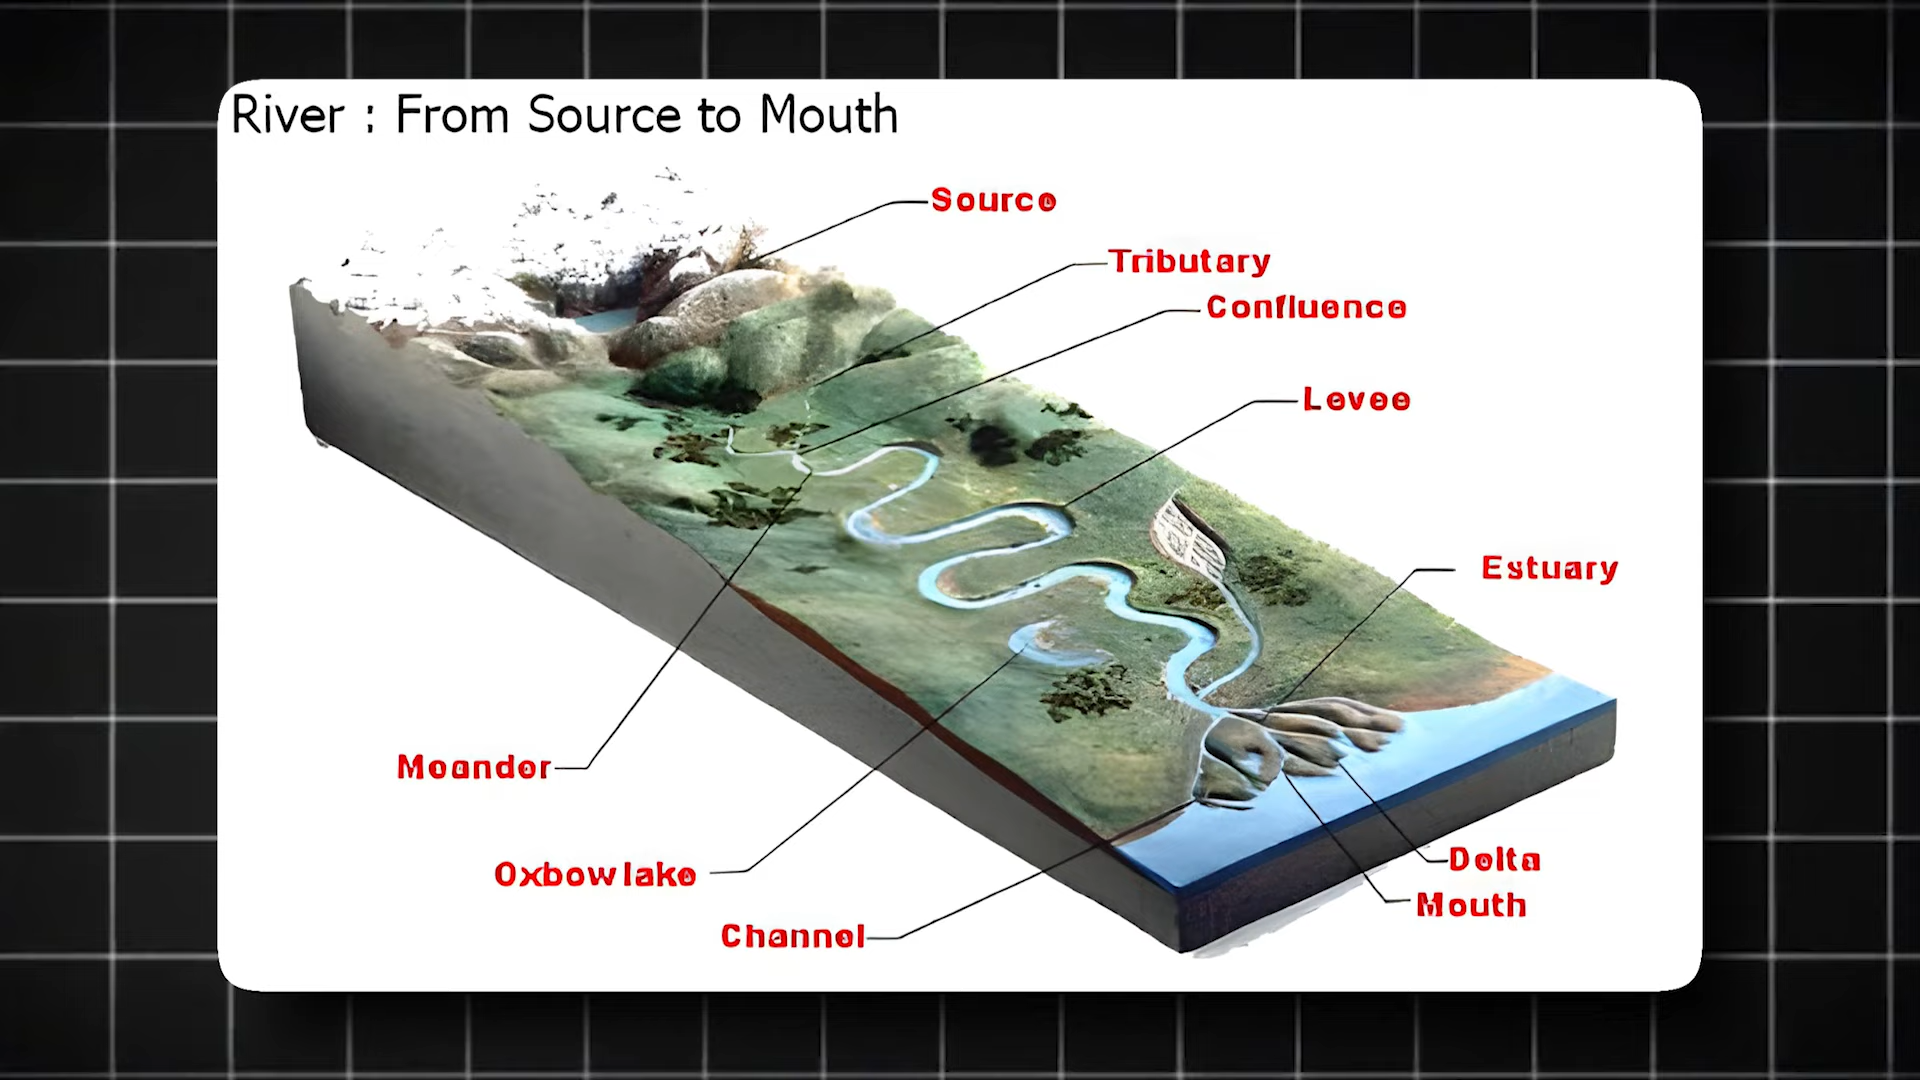 River : From Source to Mouth
Source
Tributary
Confluence
Levee
Estuary
Meander
Oxbow lake
Delta
Mouth
Channel